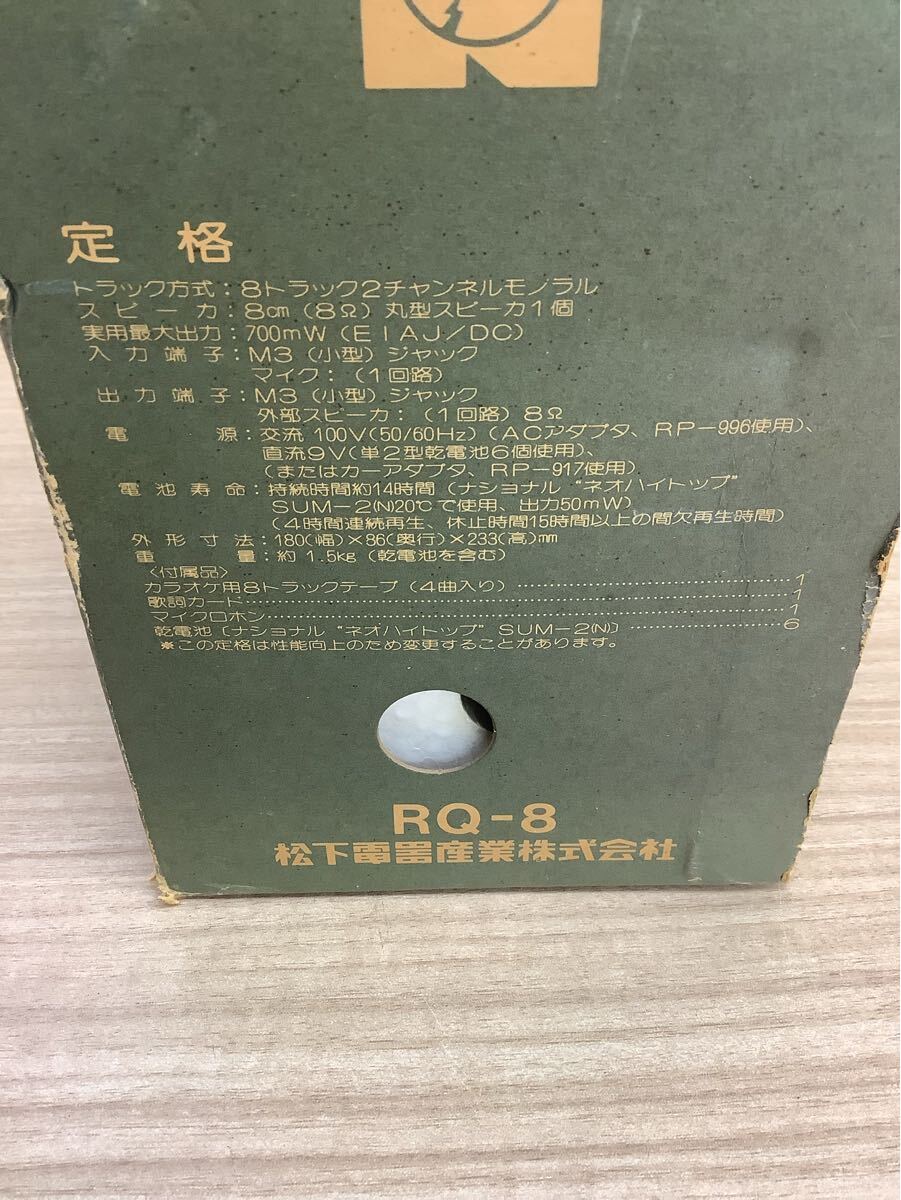 定格
トラック方式：8トラック2チャンネルモノラル
スピーカ：8cm（8Ω）丸型スピーカ1個
実用最大出力：700mW（EIAJ/DC）
入力端子：M3（小型）ジャック
マイク：（1回路）
出力端子：M3（小型）ジャック
外部スピーカ：（1回路）8Ω
電源：交流100V(50/60Hz)（ACアダプタ、RP-996使用）、
直流9V（単2型乾電池6個使用）、
（またはカーアダプタ、RP-917使用）
電池寿命：持続時間約14時間（ナショナル“ネオハイトップ”
SUM-2(N)20℃で使用、出力50mW）
（4時間連続再生、休止時間15時間以上の間欠再生時間）
外形寸法：180(幅)×86(奥行)×233(高)mm
重量：約1.5kg（乾電池を含む）
〈付属品〉
カラオケ用8トラックテープ（4曲入り）……1
歌詞カード……1
マイクロホン……1
乾電池〔ナショナル“ネオハイトップ”SUM-2(N)〕……6
※この定格は性能向上のため変更することがあります。
RQ-8
松下電器産業株式会社